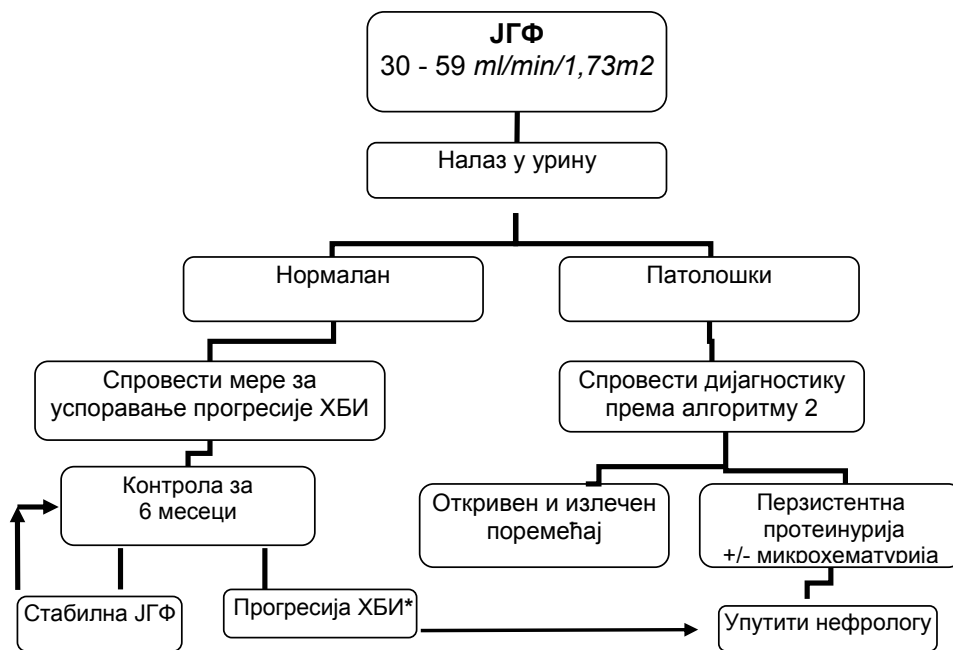 ЈГФ
30 - 59 ml/min/1,73m2
Налаз у урину
Нормалан
Патолошки
Спровести мере за
успоравање прогресије ХБИ
Спровести дијагностику
према алгоритму 2
Контрола за
6 месеци
Откривен и излечен
поремећај
Перзистентна
протеинурија
+/- микрохематурија
Стабилна ЈГФ
Прогресија ХБИ*
Упутити нефрологу